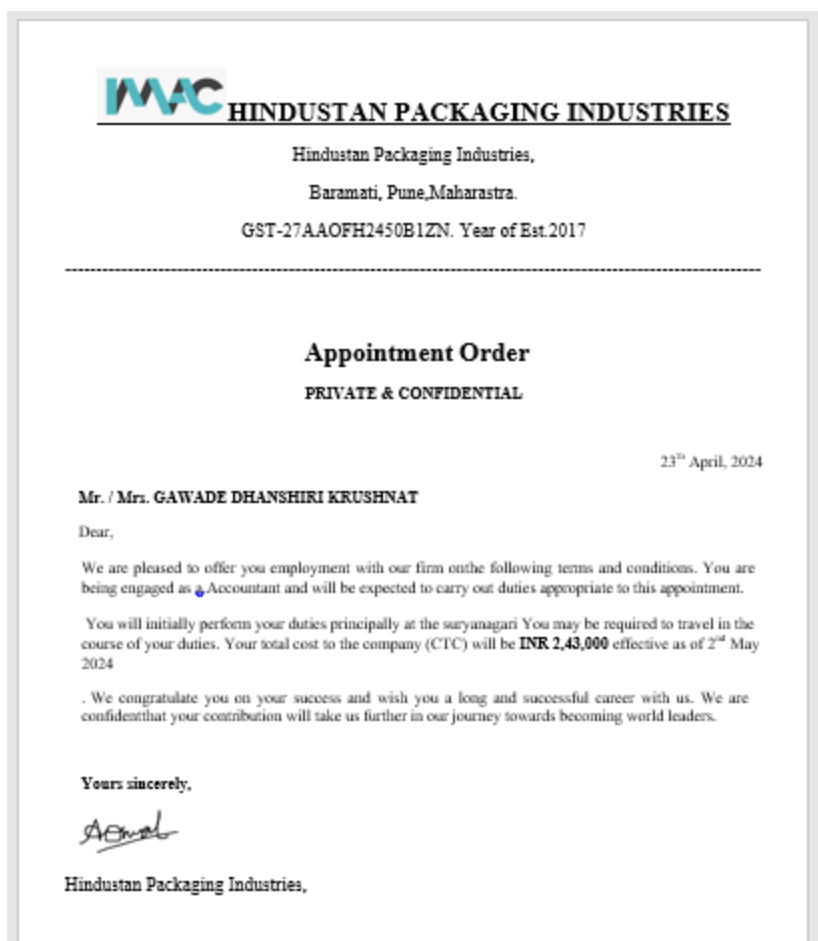 IMAC HINDUSTAN PACKAGING INDUSTRIES
Hindustan Packaging Industries,
Baramati, Pune,Maharastra.
GST-27AAOFH2450B1ZN. Year of Est.2017
Appointment Order
PRIVATE & CONFIDENTIAL
23th April, 2024
Mr. / Mrs. GAWADE DHANSHIRI KRUSHNAT
Dear,
We are pleased to offer you employment with our firm onthe following terms and conditions. You are
being engaged as a Accountant and will be expected to carry out duties appropriate to this appointment.
You will initially perform your duties principally at the suryanagari You may be required to travel in the
course of your duties. Your total cost to the company (CTC) will be INR 2,43,000 effective as of 2nd May
2024
. We congratulate you on your success and wish you a long and successful career with us. We are
confidentthat your contribution will take us further in our journey towards becoming world leaders.
Yours sincerely,
Hindustan Packaging Industries,